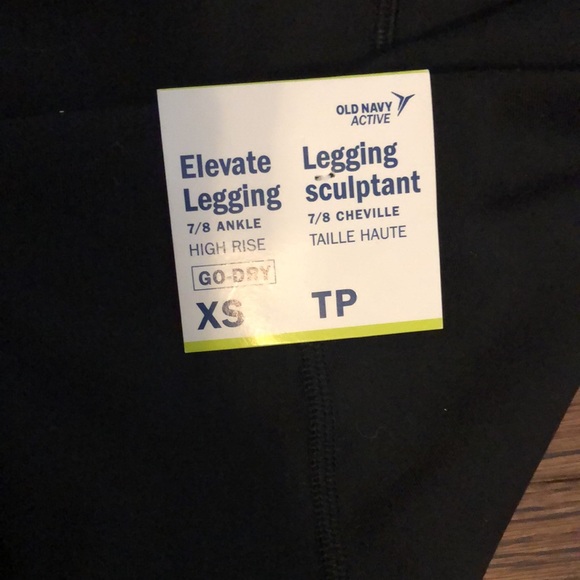 OLD NAVY
ACTIVE
Elevate
Legging
7/8 ANKLE
HIGH RISE
GO-DRY
XS
Legging
sculptant
7/8 CHEVILLE
TAILLE HAUTE
TP